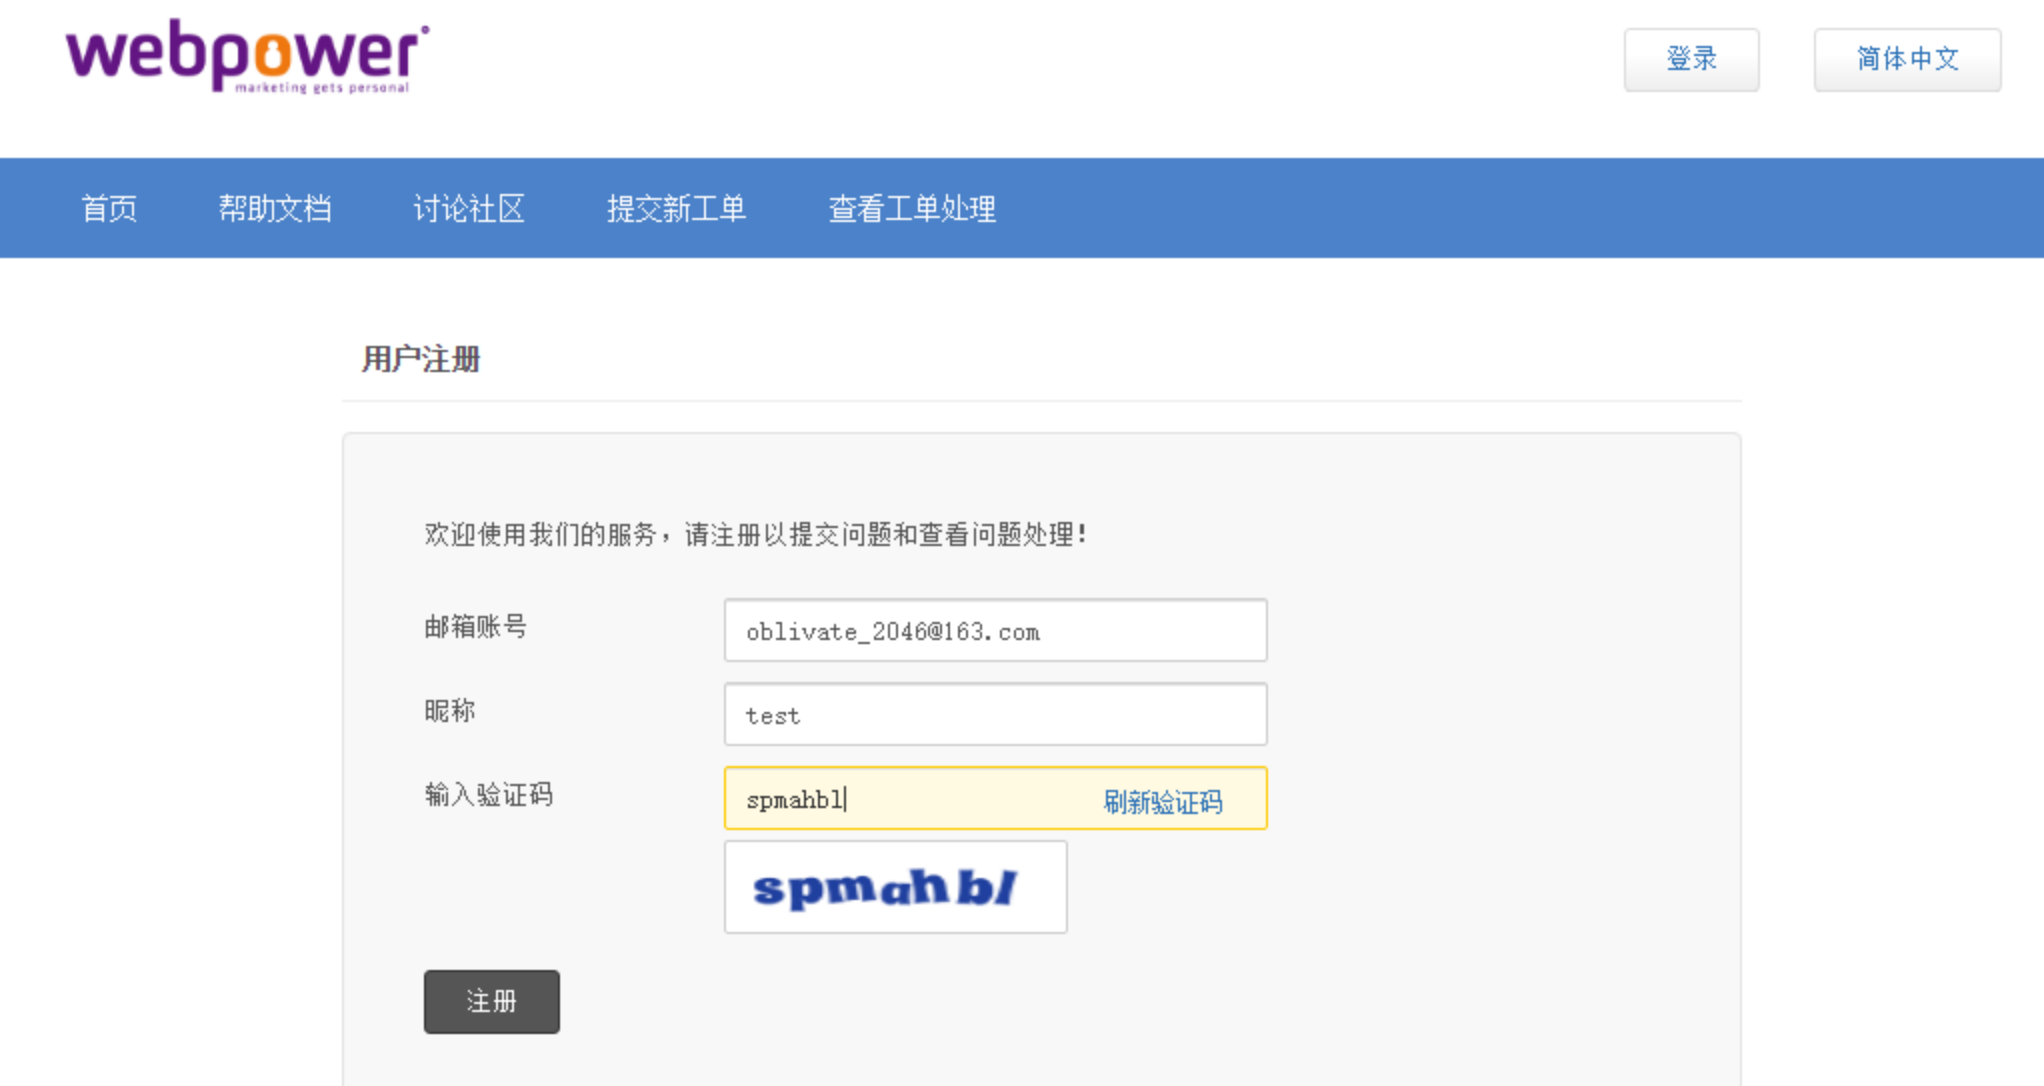 webpower
marketing gets personal
登录 简体中文
首页 帮助文档 讨论社区 提交新工单 查看工单处理
用户注册
欢迎使用我们的服务，请注册以提交问题和查看问题处理！
邮箱账号 oblivate_2046@163.com
昵称 test
输入验证码 spmahbl 刷新验证码
spmahbl
注册